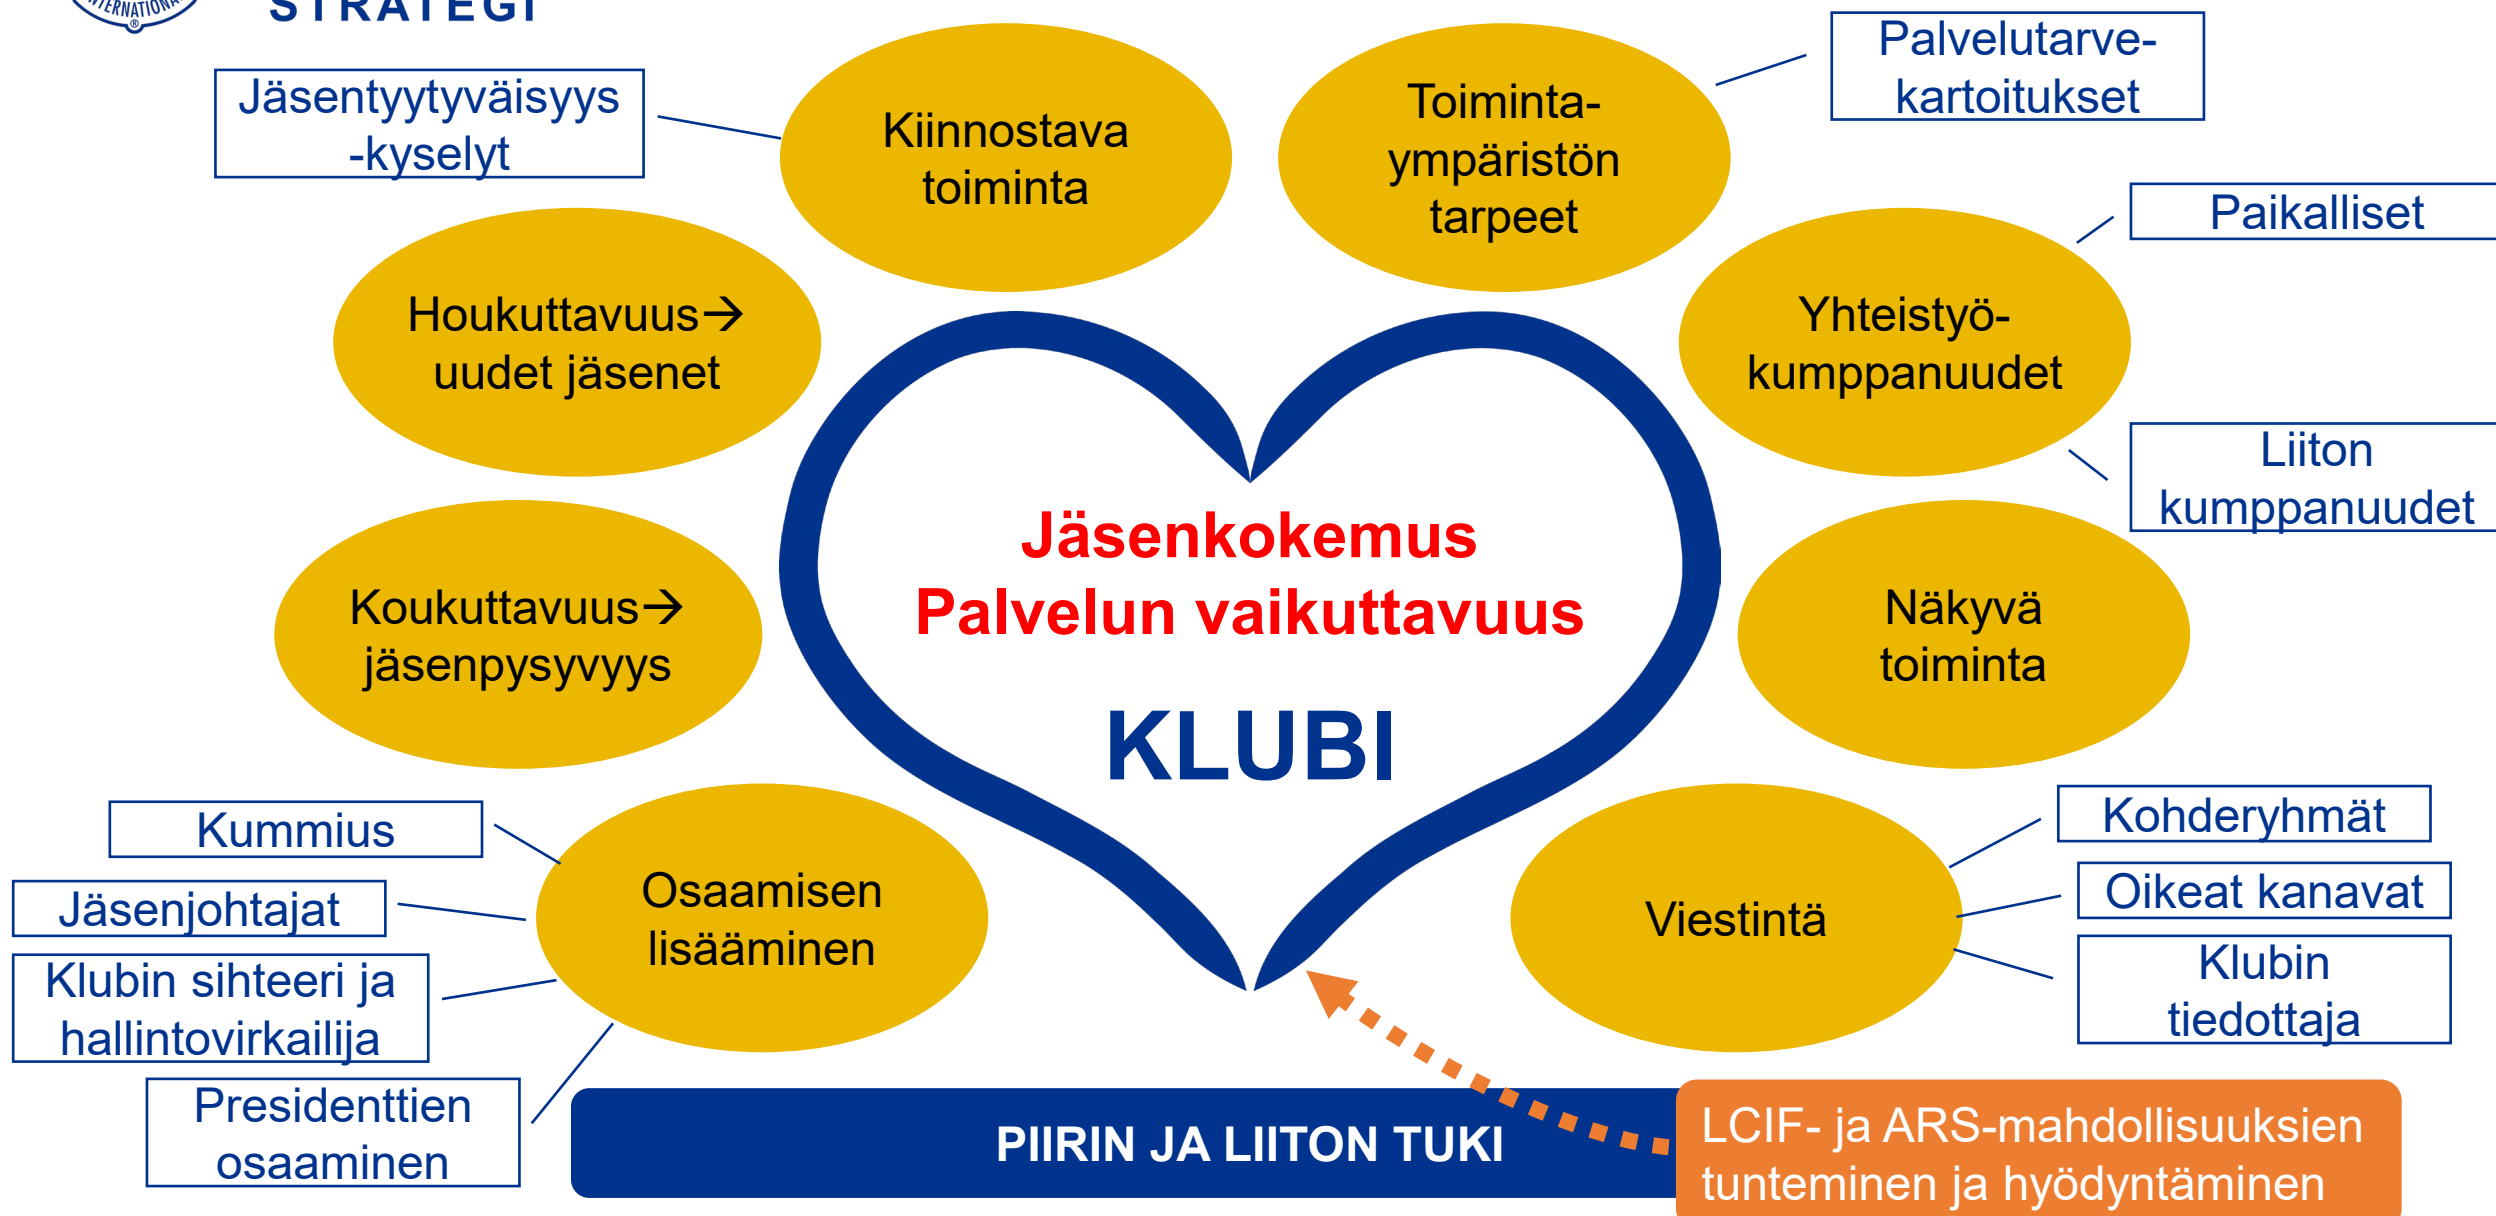 INTERNATIONA
STRATEGI
Jäsentyytyväisyys
-kyselyt
Kiinnostava
toiminta
Toiminta-
ympäristön
tarpeet
Palvelutarve-
kartoitukset
Paikalliset
Houkuttavuus→
uudet jäsenet
Yhteistyö-
kumppanuudet
Liiton
kumppanuudet
Jäsenkokemus
Palvelun vaikuttavuus
KLUBI
Koukuttavuus→
jäsenpysyvyys
Näkyvä
toiminta
Kummius
Jäsenjohtajat
Klubin sihteeri ja
hallintovirkailija
Presidenttien
osaaminen
Osaamisen
lisääminen
Viestintä
Kohderyhmät
Oikeat kanavat
Klubin
tiedottaja
PIIRIN JA LIITON TUKI
LCIF- ja ARS-mahdollisuuksien
tunteminen ja hyödyntäminen